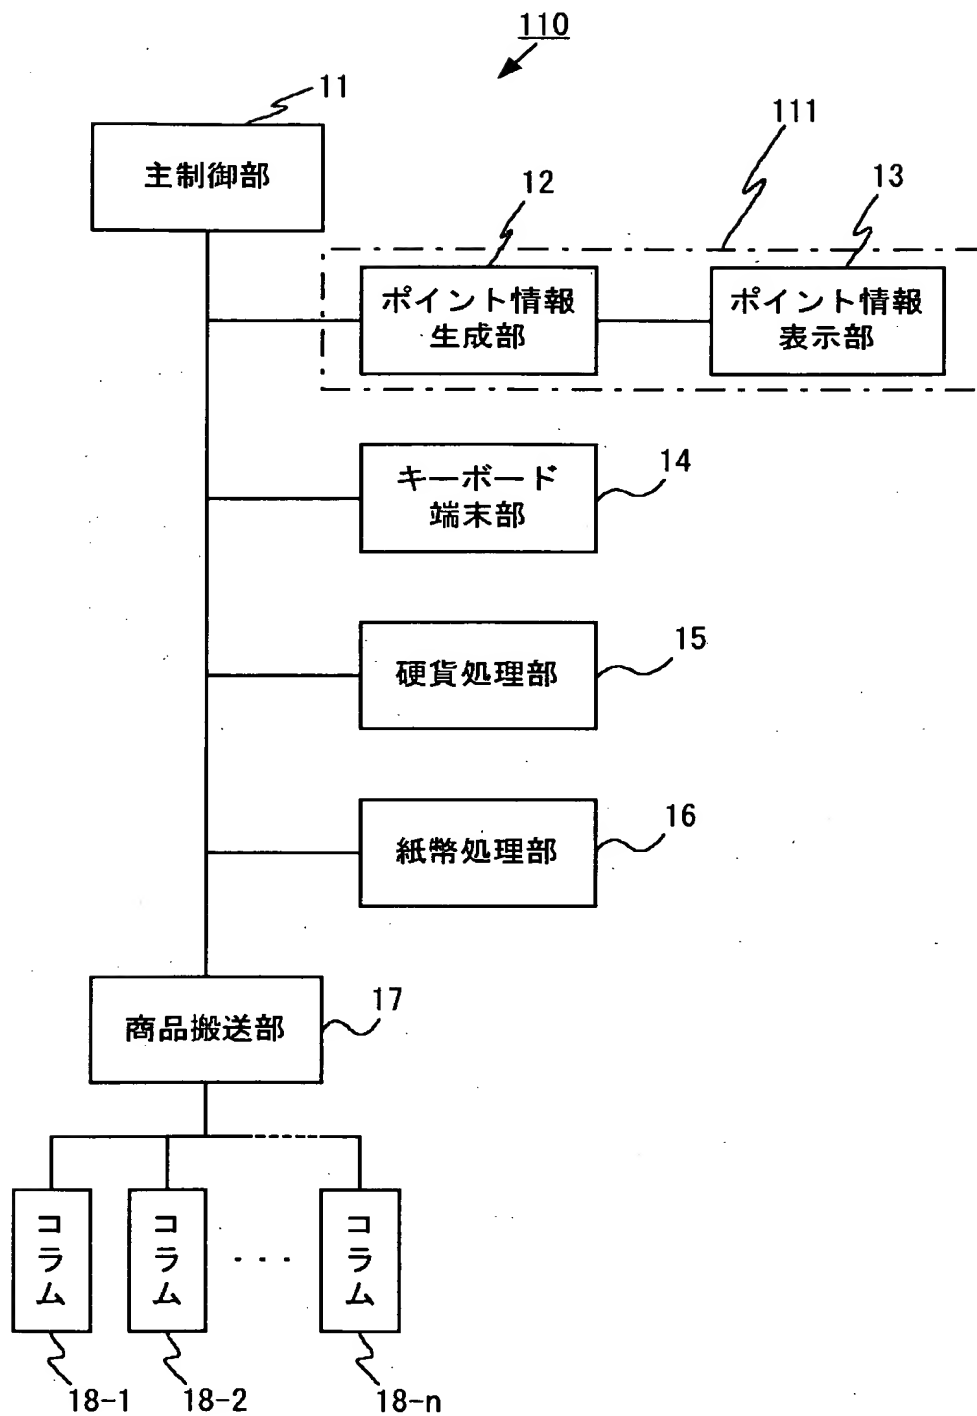 110
11
主制御部
111
12
13
ポイント情報
生成部
ポイント情報
表示部
キーボード
端末部
14
硬貨処理部
15
紙幣処理部
16
商品搬送部
17
コラム
コラム
. . .
コラム
18-1
18-2
18-n